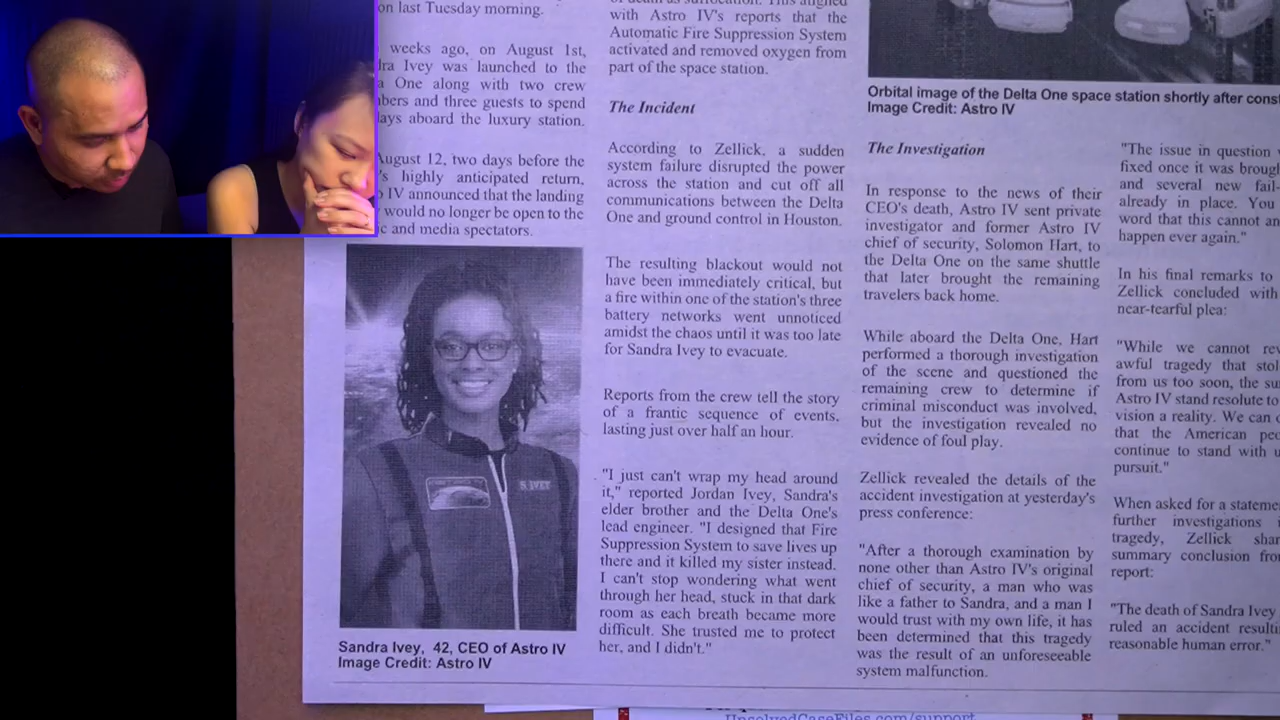 on last Tuesday morning.
weeks ago, on August 1st,
Ivey was launched to the
One along with two crew
and three guests to spend
aboard the luxury station.
August 12, two days before the
highly anticipated return,
IV announced that the landing
would no longer be open to the
and media spectators.
S. IVEY
Sandra Ivey, 42, CEO of Astro IV
Image Credit: Astro IV
of death as suffocation. This aligned
with Astro IV's reports that the
Automatic Fire Suppression System
activated and removed oxygen from
part of the space station.
The Incident
According to Zellick, a sudden
system failure disrupted the power
across the station and cut off all
communications between the Delta
One and ground control in Houston.
The resulting blackout would not
have been immediately critical, but
a fire within one of the station's three
battery networks went unnoticed
amidst the chaos until it was too late
for Sandra Ivey to evacuate.
Reports from the crew tell the story
of a frantic sequence of events,
lasting just over half an hour.
"I just can't wrap my head around
it," reported Jordan Ivey, Sandra's
elder brother and the Delta One's
lead engineer. "I designed that Fire
Suppression System to save lives up
there and it killed my sister instead.
I can't stop wondering what went
through her head, stuck in that dark
room as each breath became more
difficult. She trusted me to protect
her, and I didn't."
Orbital image of the Delta One space station shortly after
Image Credit: Astro IV
The Investigation
In response to the news of their
CEO's death, Astro IV sent private
investigator and former Astro IV
chief of security, Solomon Hart, to
the Delta One on the same shuttle
that later brought the remaining
travelers back home.
While aboard the Delta One, Hart
performed a thorough investigation
of the scene and questioned the
remaining crew to determine if
criminal misconduct was involved,
but the investigation revealed no
evidence of foul play.
Zellick revealed the details of the
accident investigation at yesterday's
press conference:
"After a thorough examination by
none other than Astro IV's original
chief of security, a man who was
like a father to Sandra, and a man I
would trust with my own life, it has
been determined that this tragedy
was the result of an unforeseeable
system malfunction.
"The issue in question
fixed once it was
and several new
already in place. You
word that this cannot
happen ever again."
In his final remarks to
Zellick concluded with
near-tearful plea:
"While we cannot
awful tragedy that
from us too soon, the
Astro IV stand resolute to
vision a reality. We can
that the American
continue to stand with
pursuit."
When asked for a
further investigations
tragedy, Zellick
summary conclusion
report:
"The death of Sandra Ivey
ruled an accident
reasonable human error."
UnsolvedCaseFiles.com/support